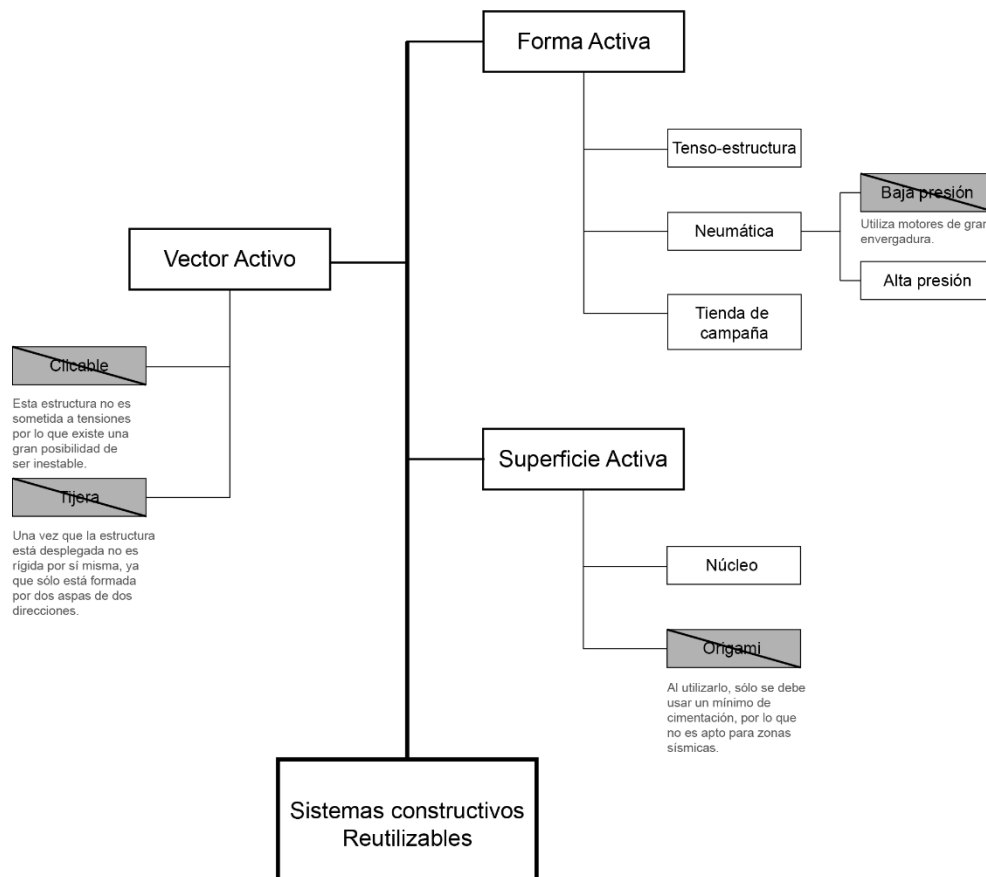 Forma Activa
Tenso-estructura
Baja presión
Utiliza motores de gran
envergadura.
Neumática
Alta presión
Tienda de
campaña
Vector Activo
Clicable
Esta estructura no es
sometida a tensiones
por lo que existe una
gran posibilidad de
ser inestable.
Tijera
Una vez que la estructura
está desplegada no es
rígida por sí misma, ya
que sólo está formada
por dos aspas de dos
direcciones.
Superficie Activa
Núcleo
Origami
Al utilizarlo, sólo se debe
usar un mínimo de
cimentación, por lo que
no es apto para zonas
sísmicas.
Sistemas constructivos
Reutilizables